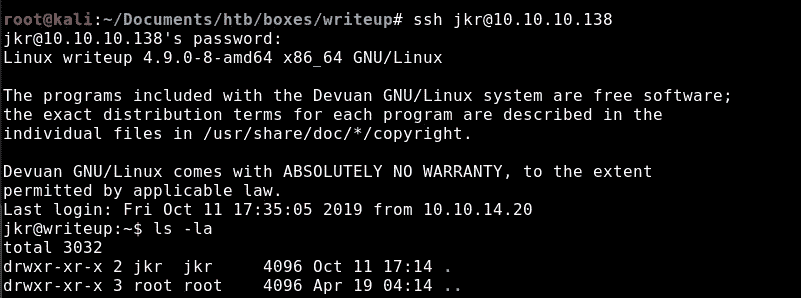 root@kali:~/Documents/htb/boxes/writeup# ssh jkr@10.10.10.138
jkr@10.10.10.138's password:
Linux writeup 4.9.0-8-amd64 x86_64 GNU/Linux

The programs included with the Devuan GNU/Linux system are free software;
the exact distribution terms for each program are described in the
individual files in /usr/share/doc/*/copyright.

Devuan GNU/Linux comes with ABSOLUTELY NO WARRANTY, to the extent
permitted by applicable law.
Last login: Fri Oct 11 17:35:05 2019 from 10.10.14.20
jkr@writeup:~$ ls -la
total 3032
drwxr-xr-x 2 jkr  jkr     4096 Oct 11 17:14 .
drwxr-xr-x 3 root root    4096 Apr 19 04:14 ..